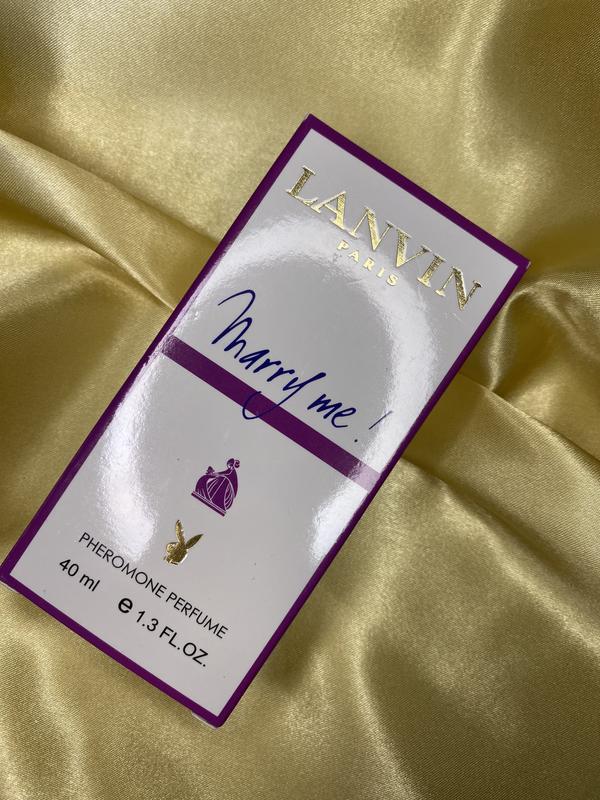 LANVIN
PARIS
Marry me!
PHEROMONE PERFUME
40 ml e 1.3 FL.OZ.